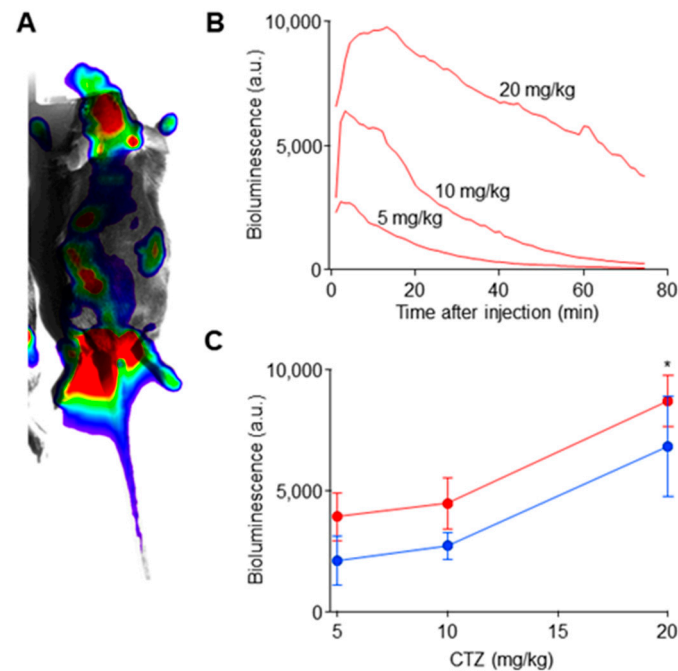 A
B
10,000
5,000
0
Bioluminescence (a.u.)
20 mg/kg
10 mg/kg
5 mg/kg
0
20
40
60
80
Time after injection (min)
C
10,000
5,000
0
Bioluminescence (a.u.)
*
5
10
15
20
CTZ (mg/kg)